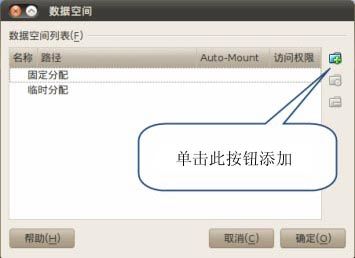 数据空间
数据空间列表(F)
名称 路径 Auto-Mount 访问权限
固定分配
临时分配
单击此按钮添加
帮助(H) 取消(C) 确定(O)